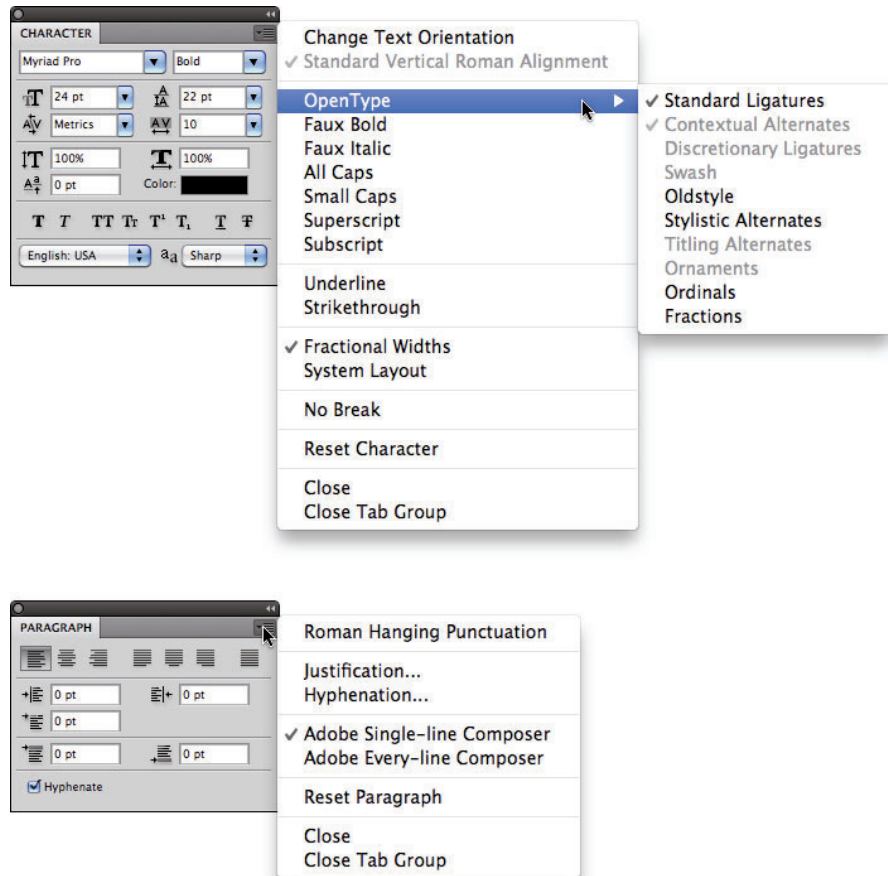 CHARACTER
Myriad Pro Bold
24 pt 22 pt
Metrics 10
100% 100%
0 pt Color:
T T TT Tr T¹ T₁ T T
English: USA aa Sharp
Change Text Orientation
Standard Vertical Roman Alignment
OpenType
Faux Bold
Faux Italic
All Caps
Small Caps
Superscript
Subscript
Underline
Strikethrough
Fractional Widths
System Layout
No Break
Reset Character
Close
Close Tab Group
Standard Ligatures
Contextual Alternates
Discretionary Ligatures
Swash
Oldstyle
Stylistic Alternates
Titling Alternates
Ornaments
Ordinals
Fractions
PARAGRAPH
0 pt 0 pt
0 pt
0 pt 0 pt
Hyphenate
Roman Hanging Punctuation
Justification...
Hyphenation...
Adobe Single-line Composer
Adobe Every-line Composer
Reset Paragraph
Close
Close Tab Group